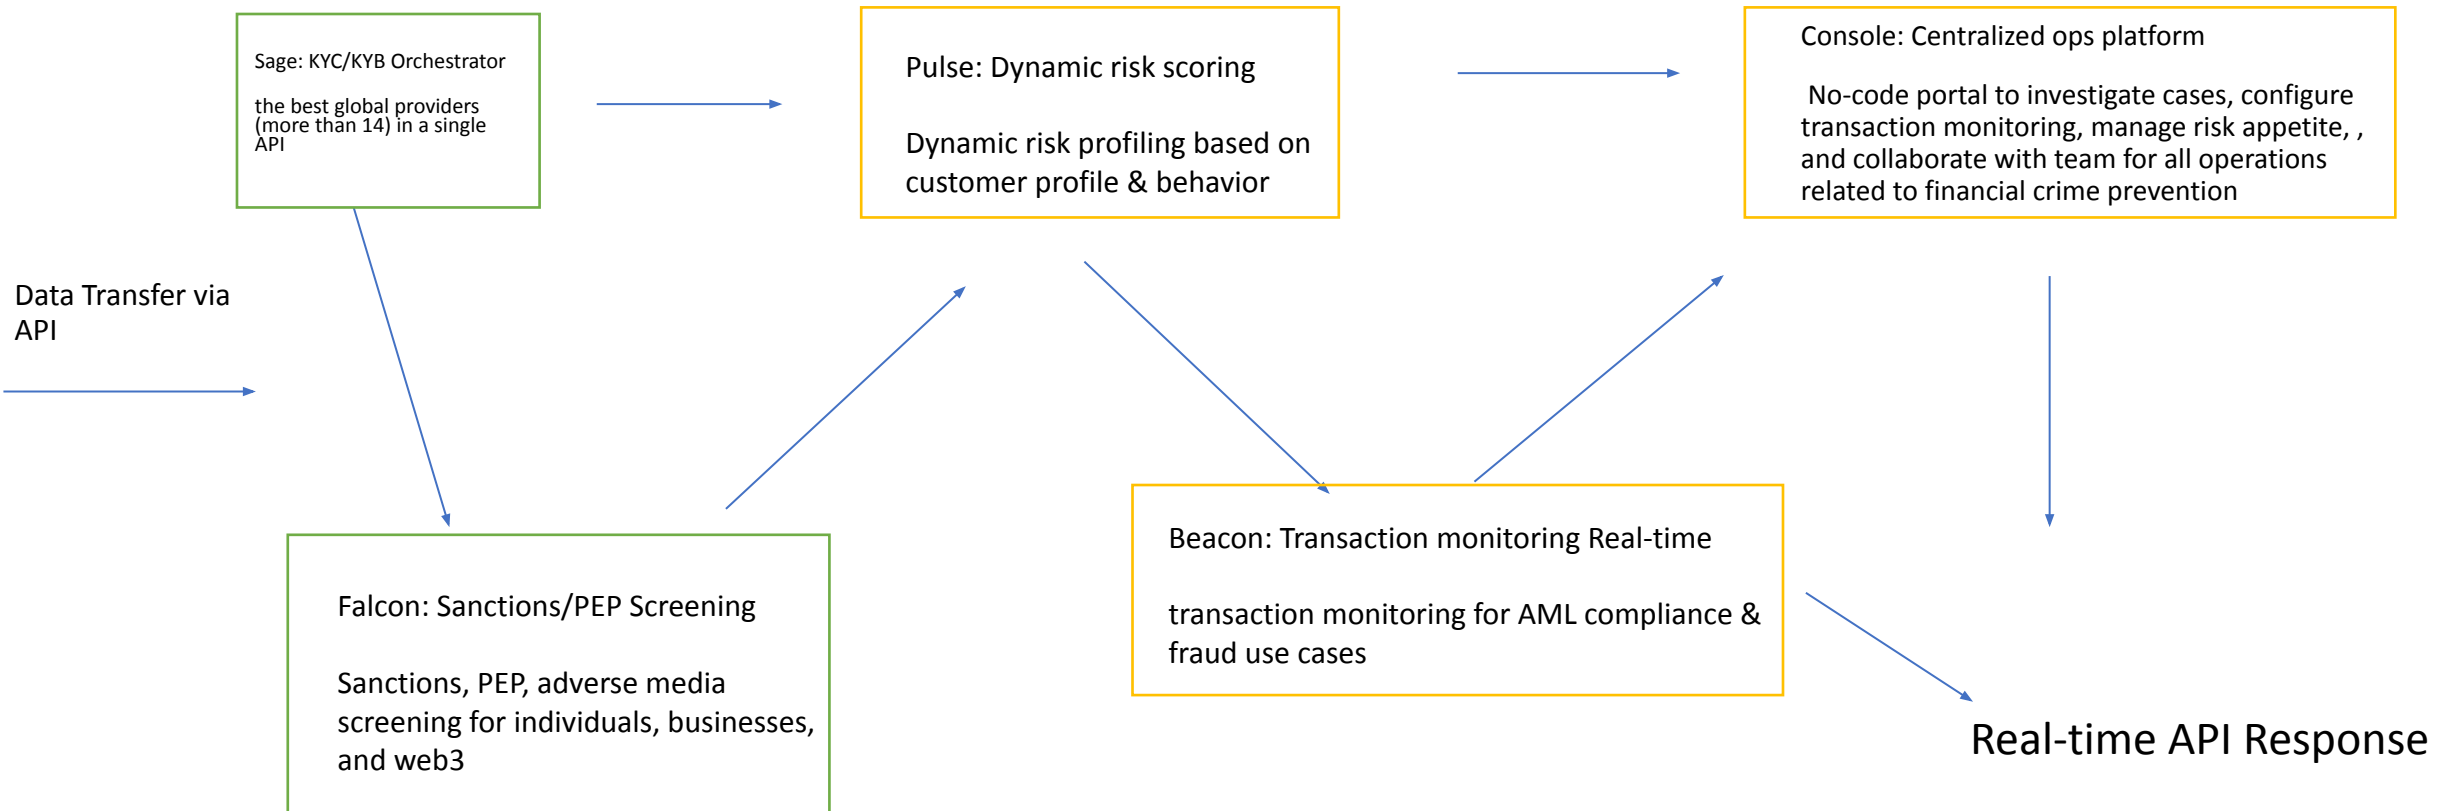 Sage: KYC/KYB Orchestrator
the best global providers
(more than 14) in a single
API
Pulse: Dynamic risk scoring
Dynamic risk profiling based on
customer profile & behavior
Console: Centralized ops platform
No-code portal to investigate cases, configure
transaction monitoring, manage risk appetite, ,
and collaborate with team for all operations
related to financial crime prevention
Data Transfer via
API
Falcon: Sanctions/PEP Screening
Sanctions, PEP, adverse media
screening for individuals, businesses,
and web3
Beacon: Transaction monitoring Real-time
transaction monitoring for AML compliance &
fraud use cases
Real-time API Response